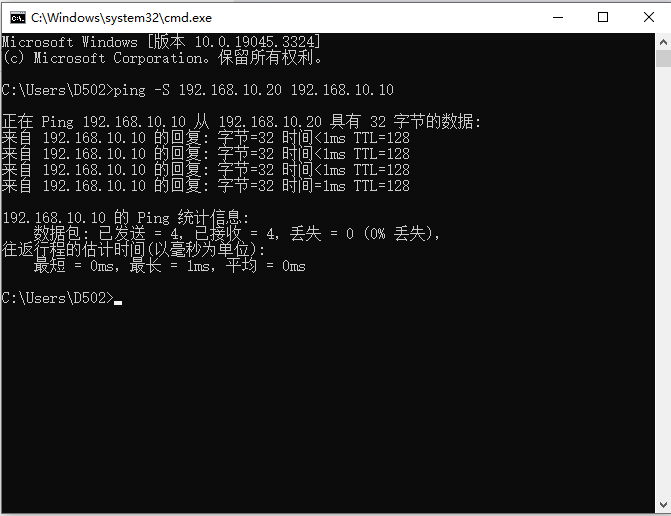 C:\Windows\system32\cmd.exe
Microsoft Windows [版本 10.0.19045.3324]
(c) Microsoft Corporation。保留所有权利。
C:\Users\D502>ping -S 192.168.10.20 192.168.10.10
正在 Ping 192.168.10.10 从 192.168.10.20 具有 32 字节的数据:
来自 192.168.10.10 的回复: 字节=32 时间<1ms TTL=128
来自 192.168.10.10 的回复: 字节=32 时间<1ms TTL=128
来自 192.168.10.10 的回复: 字节=32 时间<1ms TTL=128
来自 192.168.10.10 的回复: 字节=32 时间=1ms TTL=128
192.168.10.10 的 Ping 统计信息:
数据包: 已发送 = 4，已接收 = 4，丢失 = 0 (0% 丢失)，
往返行程的估计时间(以毫秒为单位):
最短 = 0ms，最长 = 1ms，平均 = 0ms
C:\Users\D502>